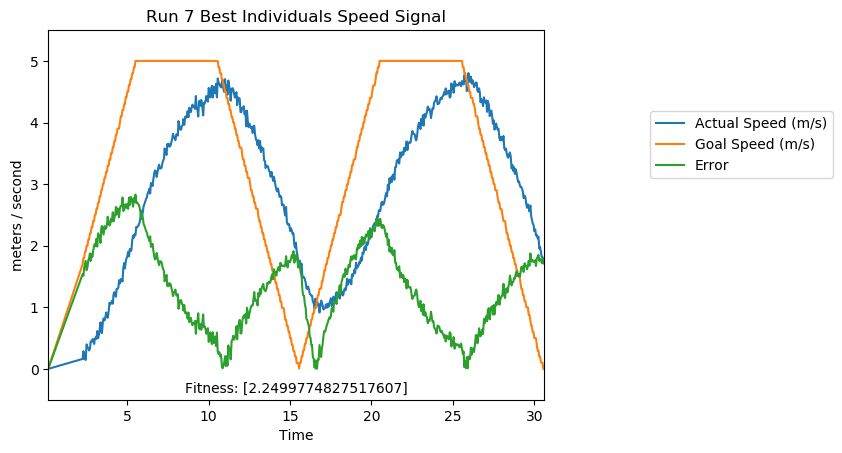 Run 7 Best Individuals Speed Signal
meters / second
5
4
3
2
1
0
Actual Speed (m/s)
Goal Speed (m/s)
Error
Fitness: [2.2499774827517607]
5 10 15 20 25 30
Time